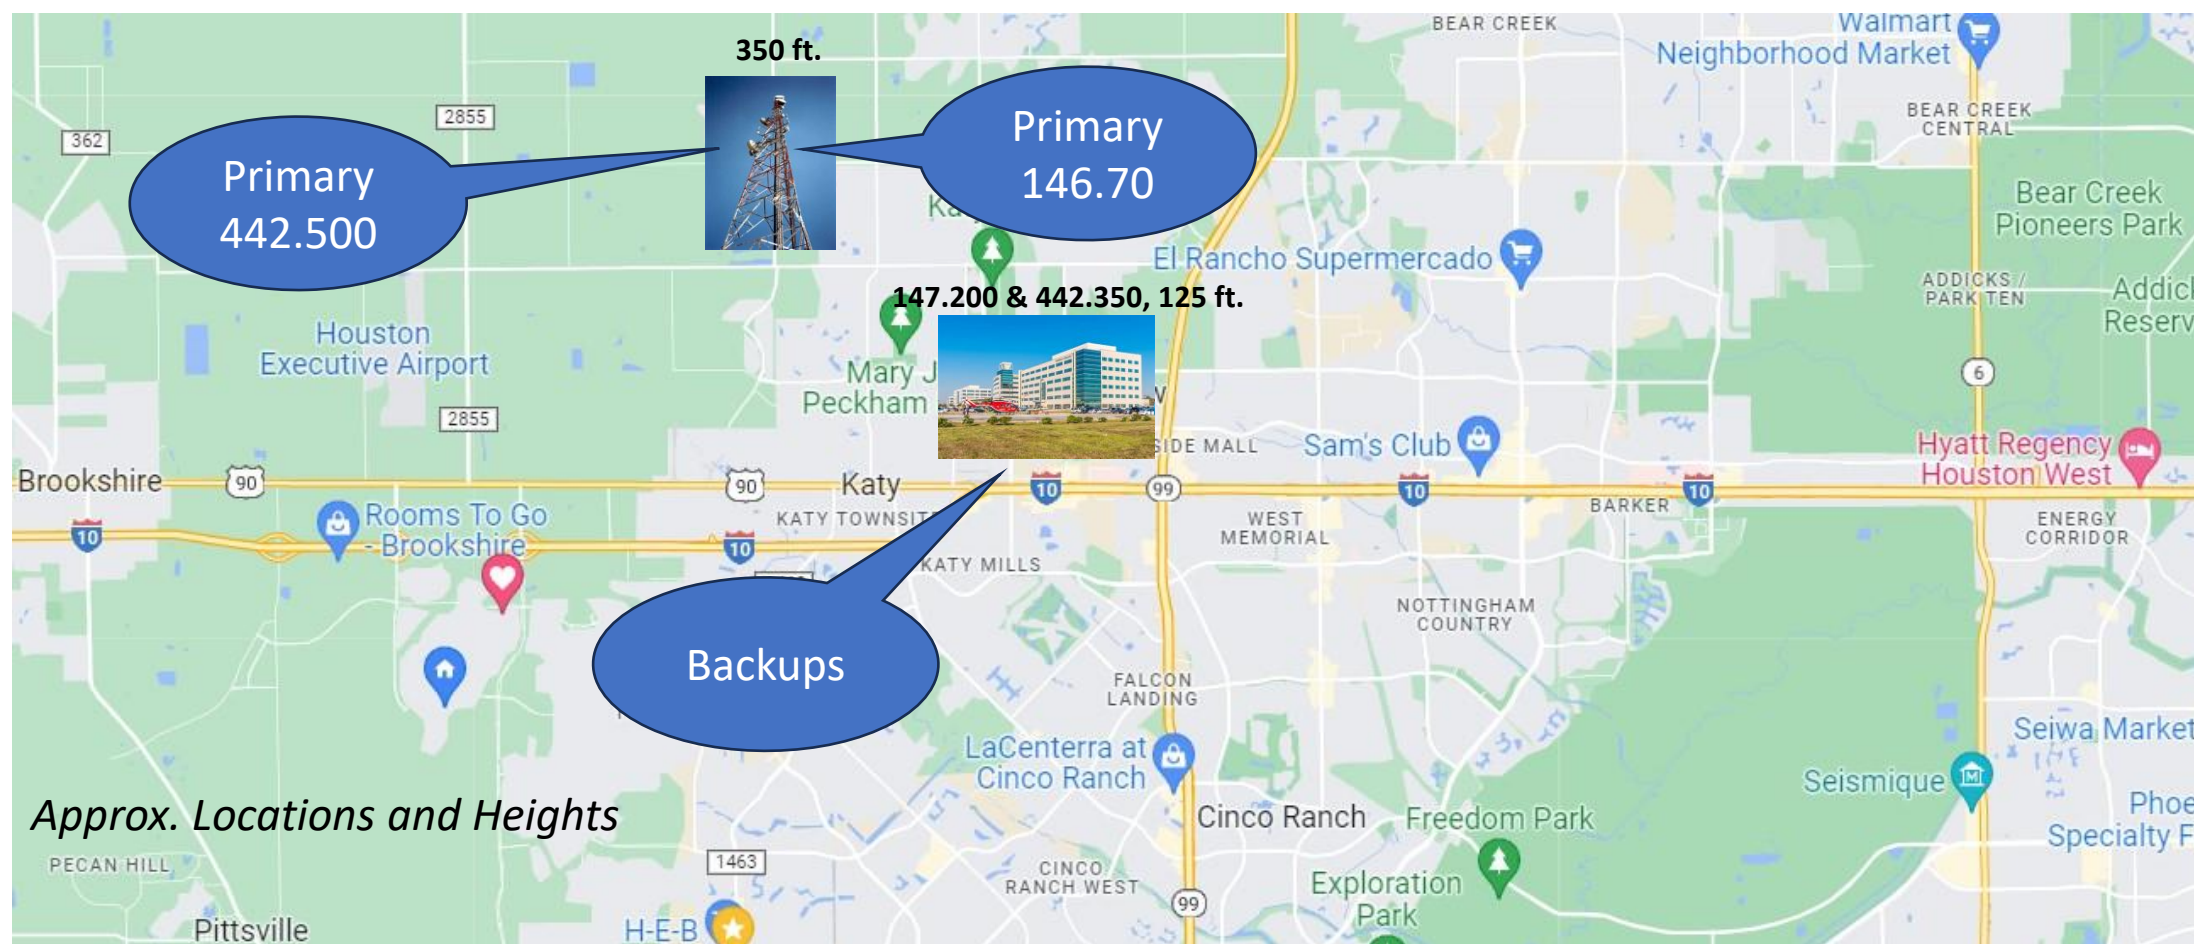 BEAR CREEK
Walmart
Neighborhood Market
350 ft.
2855
362
Primary
442.500
Primary
146.70
BEAR CREEK
CENTRAL
Bear Creek
Pioneers Park
El Rancho Supermercado
ADDICKS /
PARK TEN
147.200 & 442.350, 125 ft.
Houston
Executive Airport
Mary J
Peckham
6
2855
SIDE MALL
Sam's Club
Hyatt Regency
Houston West
Brookshire
90
90
Katy
10
99
10
10
BARKER
Rooms To Go
- Brookshire
10
10
KATY TOWNSITE
WEST
MEMORIAL
ENERGY
CORRIDOR
KATY MILLS
NOTTINGHAM
COUNTRY
Backups
FALCON
LANDING
LaCenterra at
Cinco Ranch
Seiwa Market
Seismique
Approx. Locations and Heights
Cinco Ranch
Freedom Park
Specialty F
PECAN HILL
1463
CINCO
RANCH WEST
Exploration
Park
99
Pittsville
H-E-B